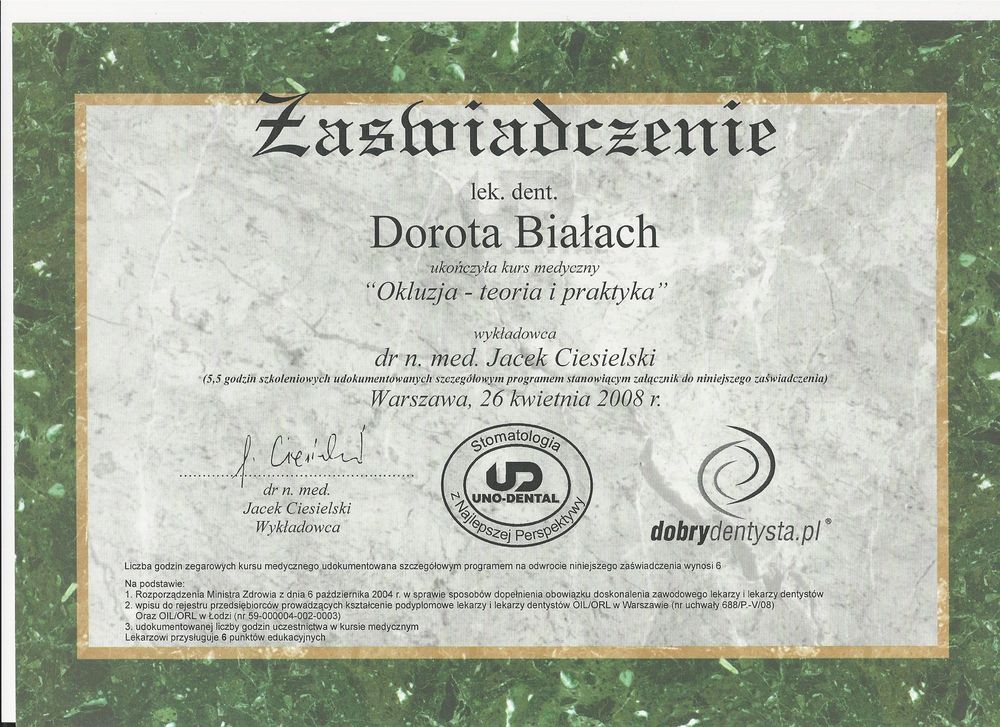 Zaświadczenie
lek. dent.
Dorota Białach
ukończyła kurs medyczny
“Okluzja - teoria i praktyka”
wykładowca
dr n. med. Jacek Ciesielski
(5,5 godzin szkoleniowych udokumentowanych szczegółowym programem stanowiącym załącznik do niniejszego zaświadczenia)
Warszawa, 26 kwietnia 2008 r.
J. Ciesielski
dr n. med.
Jacek Ciesielski
Wykładowca
Stomatologia
UD
UNO-DENTAL
z Najlepszej Perspektywy
dobrydentysta.pl®
Liczba godzin zegarowych kursu medycznego udokumentowana szczegółowym programem na odwrocie niniejszego zaświadczenia wynosi 6
Na podstawie:
1. Rozporządzenia Ministra Zdrowia z dnia 6 października 2004 r. w sprawie sposobów dopełnienia obowiązku doskonalenia zawodowego lekarzy i lekarzy dentystów
2. wpisu do rejestru przedsiębiorców prowadzących kształcenie podyplomowe lekarzy i lekarzy dentystów OIL/ORL w Warszawie (nr uchwały 688/P.-V/08)
Oraz OIL/ORL w Łodzi (nr 59-000004-002-0003)
3. udokumentowanej liczby godzin uczestnictwa w kursie medycznym
Lekarzowi przysługuje 6 punktów edukacyjnych